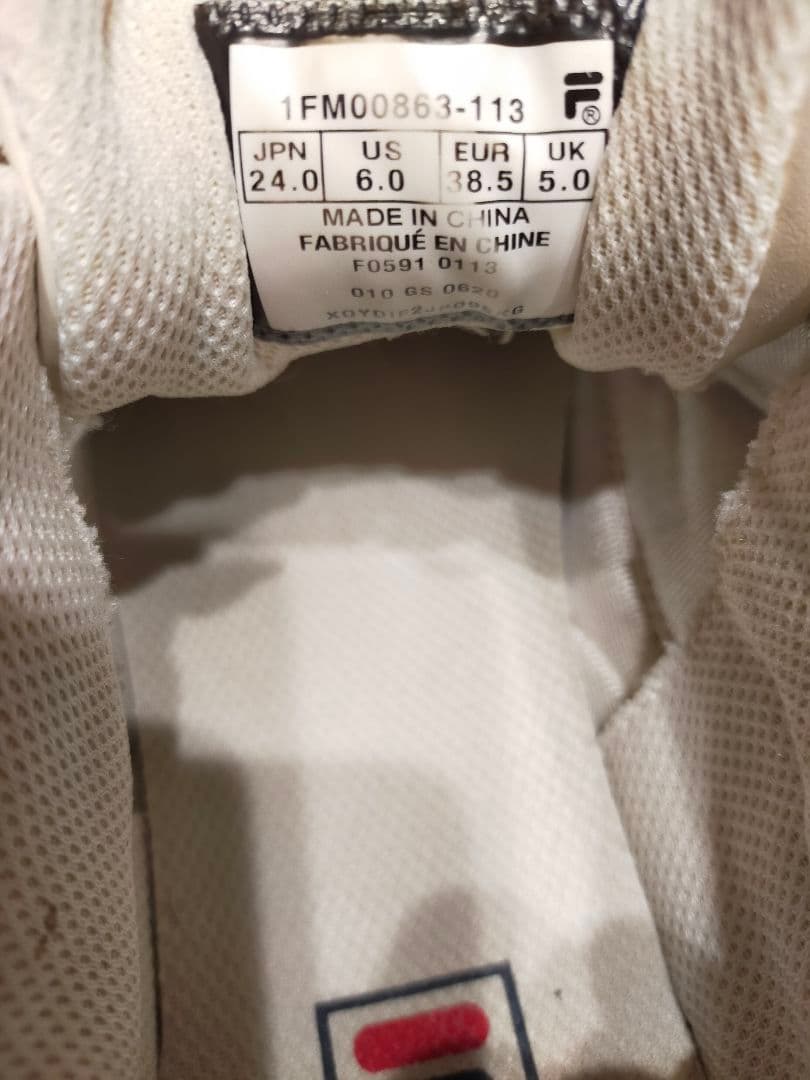 1FM00863-113
JPN US EUR UK
24.0 6.0 38.5 5.0
MADE IN CHINA
FABRIQUÉ EN CHINE
F0591 0113
010 GS 0620